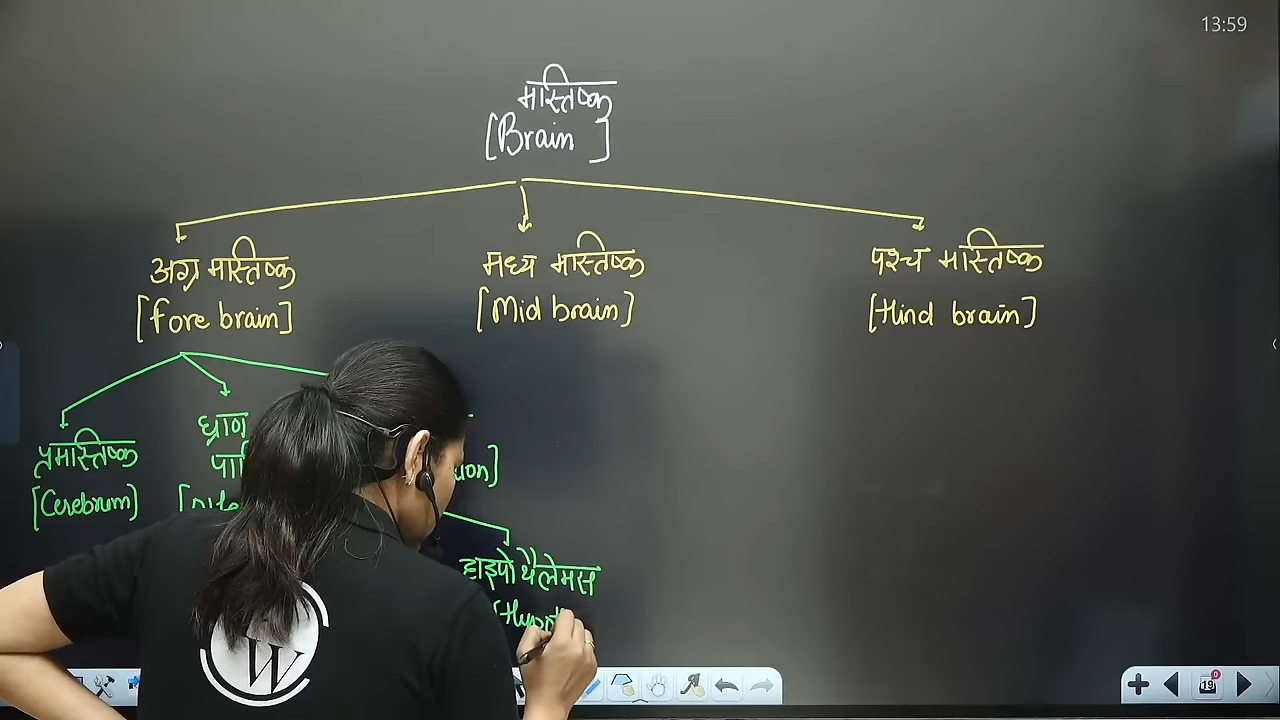 13:59
मस्तिष्क
[Brain]
अग्र मस्तिष्क
[Fore brain]
मध्य मस्तिष्क
[Mid brain]
पश्च मस्तिष्क
[Hind brain]
प्रमस्तिष्क
[Cerebrum]
घ्राण
हाइपोथैलेमस
W
19